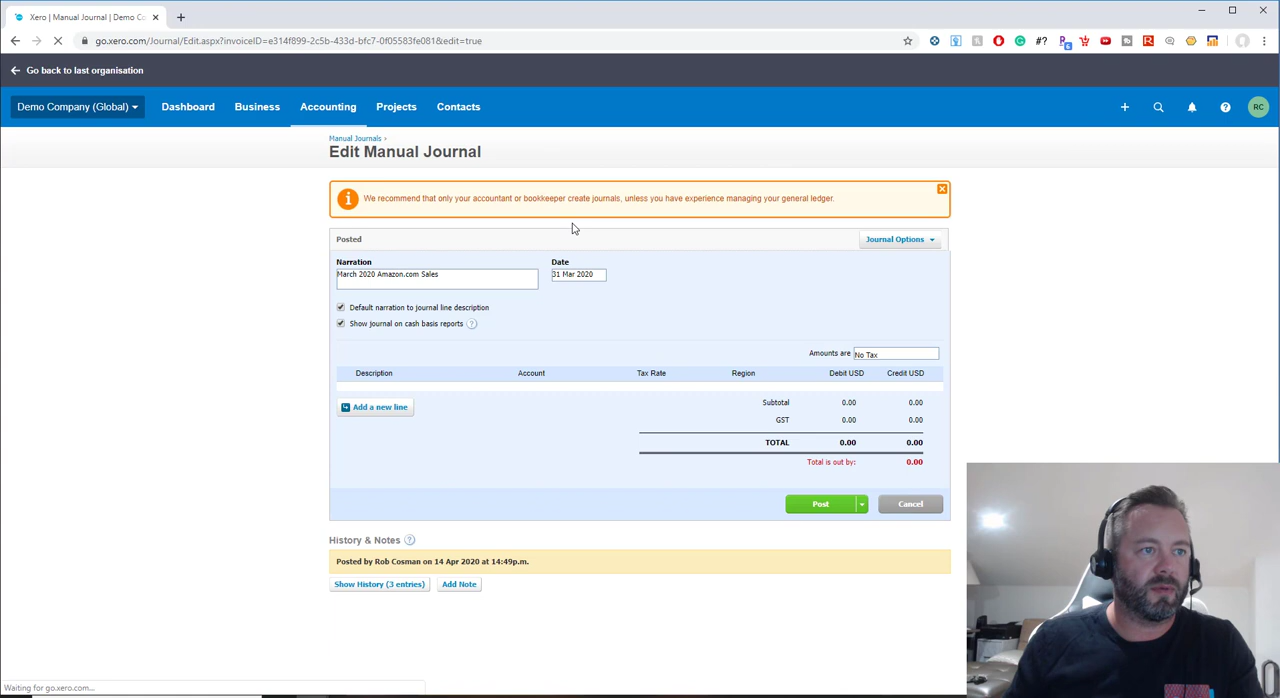 Xero | Manual Journal | Demo Co
go.xero.com/Journal/Edit.aspx?invoiceID=e314f899-2c5b-433d-bfc7-0f05583fe081&edit=true
#?
6
Go back to last organisation
Demo Company (Global)
Dashboard
Business
Accounting
Projects
Contacts
RC
Manual Journals ›
Edit Manual Journal
We recommend that only your accountant or bookkeeper create journals, unless you have experience managing your general ledger.
Posted
Journal Options
Narration
Date
March 2020 Amazon.com Sales
31 Mar 2020
Default narration to journal line description
Show journal on cash basis reports ?
Amounts are No Tax
Description Account Tax Rate Region Debit USD Credit USD
Add a new line
Subtotal 0.00 0.00
GST 0.00 0.00
TOTAL 0.00 0.00
Total is out by: 0.00
Post
Cancel
History & Notes ?
Posted by Rob Cosman on 14 Apr 2020 at 14:49p.m.
Show History (3 entries)
Add Note
Waiting for go.xero.com...